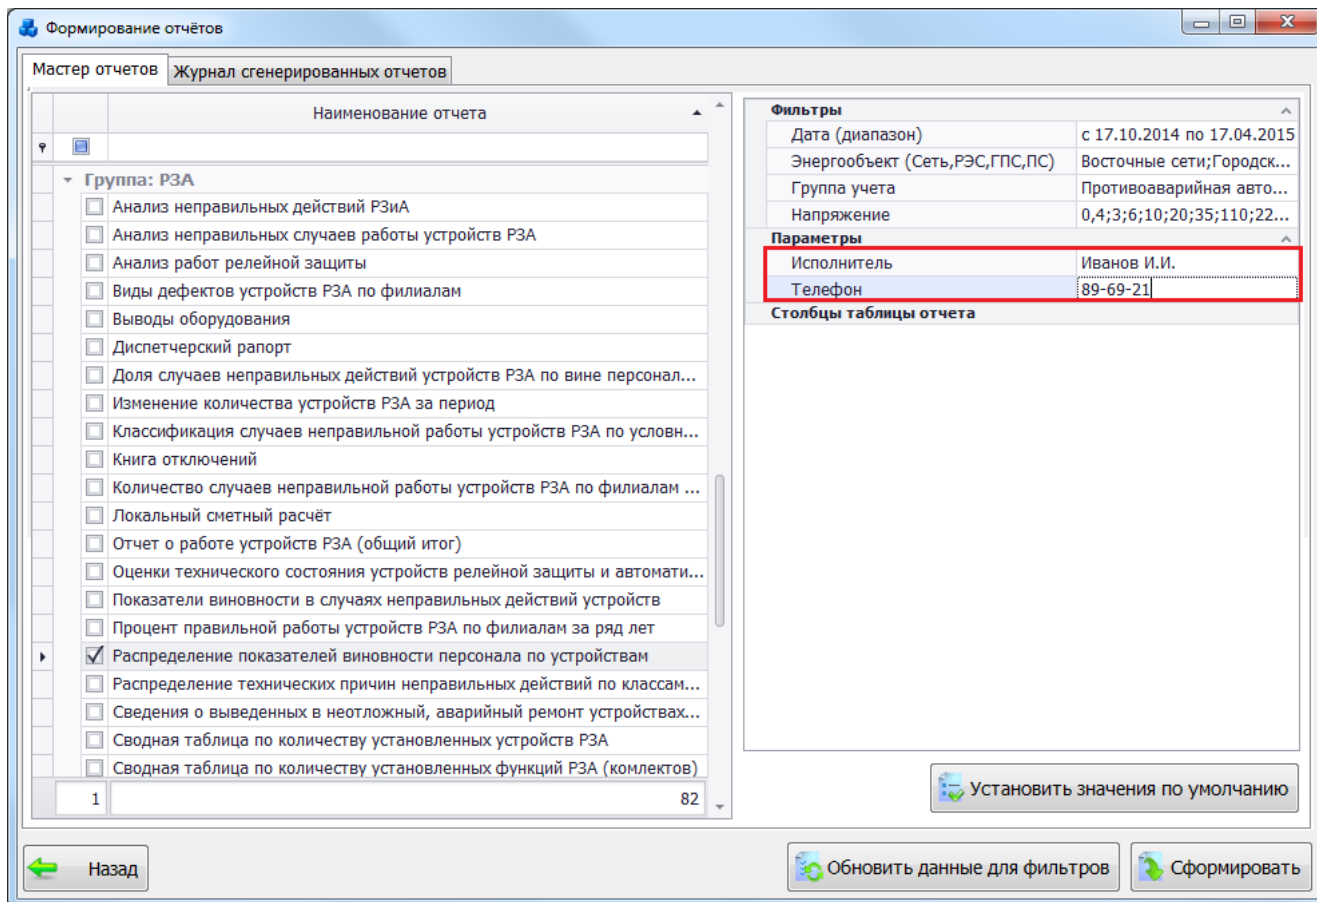 Формирование отчётов
Мастер отчетов
Журнал сгенерированных отчетов
Наименование отчета
Группа: РЗА
Анализ неправильных действий РЗиА
Анализ неправильных случаев работы устройств РЗА
Анализ работ релейной защиты
Виды дефектов устройств РЗА по филиалам
Выводы оборудования
Диспетчерский рапорт
Доля случаев неправильных действий устройств РЗА по вине персонал...
Изменение количества устройств РЗА за период
Классификация случаев неправильной работы устройств РЗА по условн...
Книга отключений
Количество случаев неправильной работы устройств РЗА по филиалам ...
Локальный сметный расчёт
Отчет о работе устройств РЗА (общий итог)
Оценки технического состояния устройств релейной защиты и автомати...
Показатели виновности в случаях неправильных действий устройств
Процент правильной работы устройств РЗА по филиалам за ряд лет
Распределение показателей виновности персонала по устройствам
Распределение технических причин неправильных действий по классам...
Сведения о выведенных в неотложный, аварийный ремонт устройствах...
Сводная таблица по количеству установленных устройств РЗА
Сводная таблица по количеству установленных функций РЗА (комлектов)
1 82
Фильтры
Дата (диапазон) с 17.10.2014 по 17.04.2015
Энергообъект (Сеть,РЭС,ГПС,ПС) Восточные сети;Городск...
Группа учета Противоаварийная авто...
Напряжение 0,4;3;6;10;20;35;110;22...
Параметры
Исполнитель Иванов И.И.
Телефон 89-69-21
Столбцы таблицы отчета
Установить значения по умолчанию
Назад
Обновить данные для фильтров
Сформировать